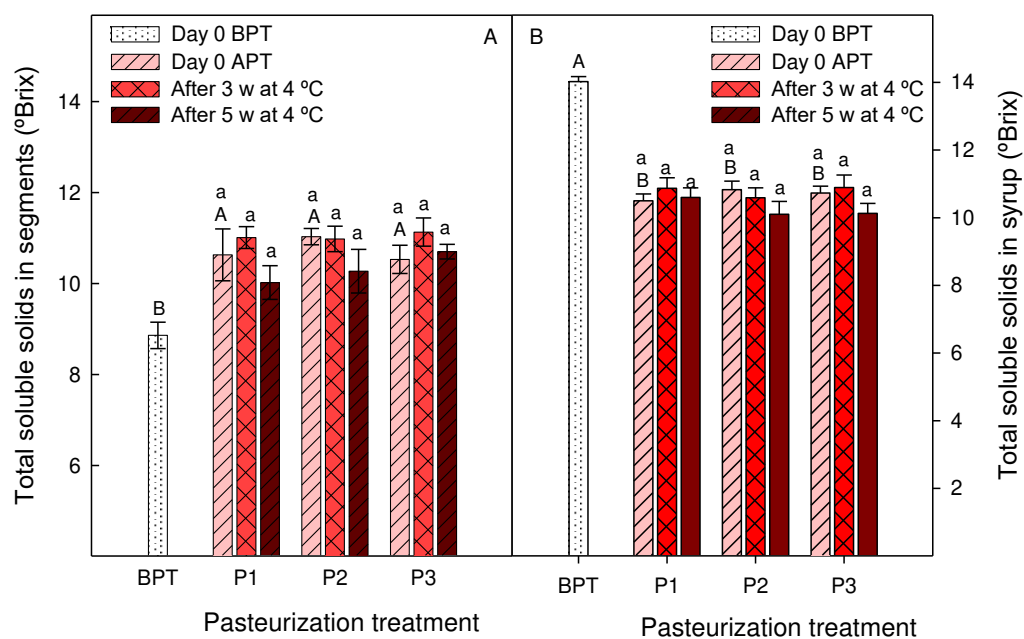 Day 0 BPT
Day 0 APT
After 3 w at 4 ºC
After 5 w at 4 ºC
A
Total soluble solids in segments (ºBrix)
14
12
10
8
6
B
a
A
a
a
a
A
a
a
a
A
a
a
BPT
P1
P2
P3
Pasteurization treatment
B
Day 0 BPT
Day 0 APT
After 3 w at 4 ºC
After 5 w at 4 ºC
A
a
B
a
a
a
B
a
a
a
B
a
a
14
12
10
8
6
4
2
Total soluble solids in syrup (ºBrix)
BPT
P1
P2
P3
Pasteurization treatment